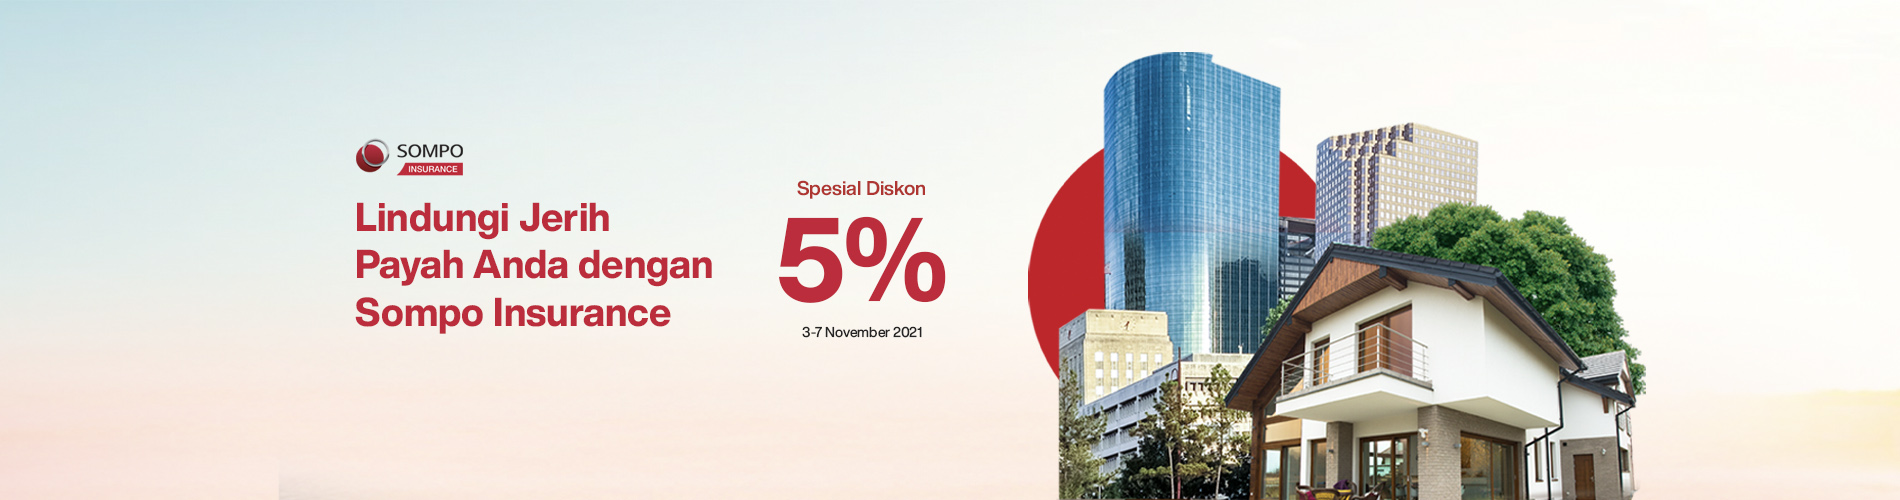 SOMPO
INSURANCE
Lindungi Jerih
Payah Anda dengan
Sompo Insurance
Spesial Diskon
5%
3-7 November 2021